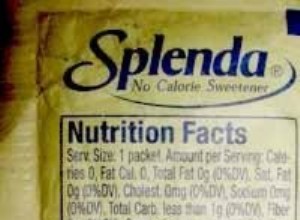 Splenda®
No Calorie Sweetener
Nutrition Facts
Serv. Size: 1 packet, Amount per Serving: Calo-
ries 0, Fat Cal. 0, Total Fat 0g (0%DV), Sat. Fat
0g (0%DV), Cholest. 0mg (0%DV), Sodium 0mg
(0%DV), Total Carb. less than 1g (0%DV), Fiber